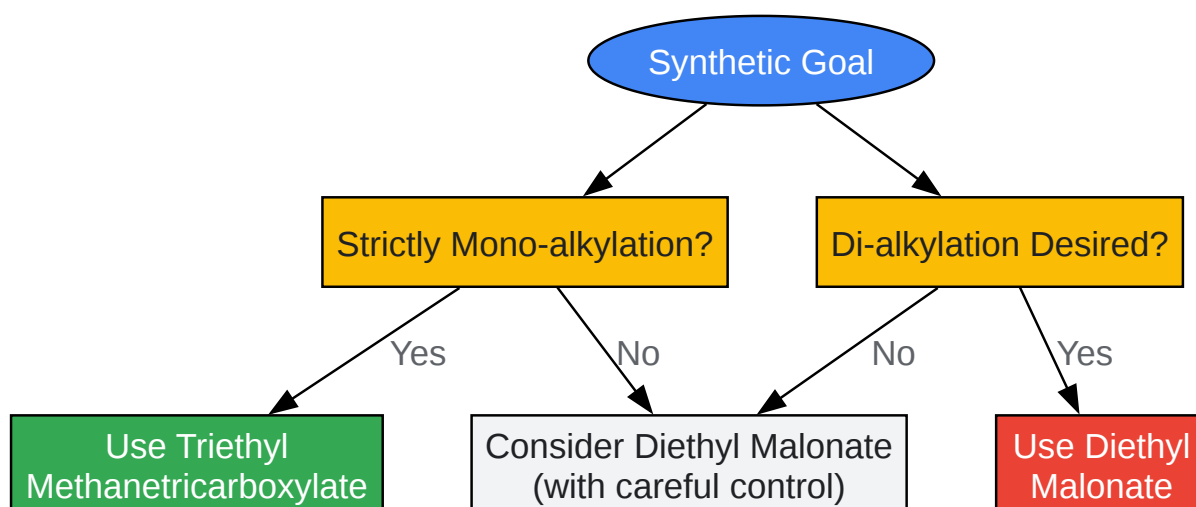 Synthetic Goal
Strictly Mono-alkylation?
Di-alkylation Desired?
Yes
No
No
Yes
Use Triethyl
Methanetricarboxylate
Consider Diethyl Malonate
(with careful control)
Use Diethyl
Malonate